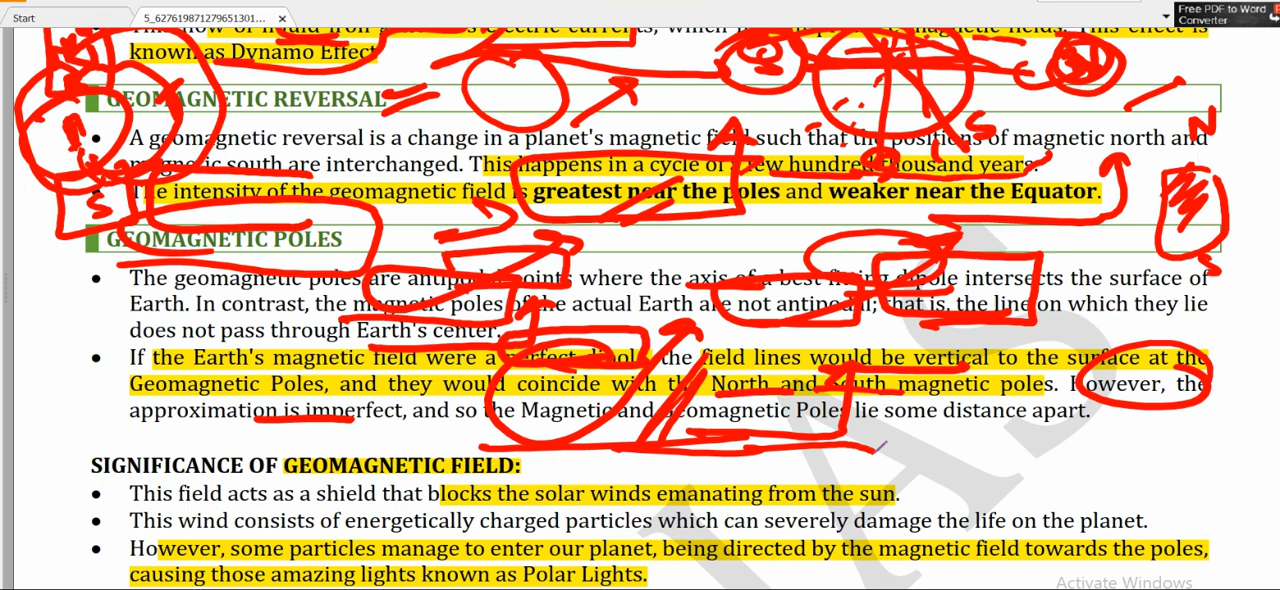 Start
5_627619871279651301...
Free PDF to Word
Converter
known as Dynamo Effect
GEOMAGNETIC REVERSAL
• A geomagnetic reversal is a change in a planet's magnetic field such that the positions of magnetic north and
magnetic south are interchanged. This happens in a cycle of few hundred thousand years.
• The intensity of the geomagnetic field is greatest near the poles and weaker near the Equator.
N
S
S
S
GEOMAGNETIC POLES
• The geomagnetic poles are antipodal points where the axis of a best fitting dipole intersects the surface of
Earth. In contrast, the magnetic poles of the actual Earth are not antipodal; that is, the line on which they lie
does not pass through Earth's center.
• If the Earth's magnetic field were a perfect dipole the field lines would be vertical to the surface at the
Geomagnetic Poles, and they would coincide with the North and South magnetic poles. However, the
approximation is imperfect, and so the Magnetic and Geomagnetic Poles lie some distance apart.
SIGNIFICANCE OF GEOMAGNETIC FIELD:
• This field acts as a shield that blocks the solar winds emanating from the sun.
• This wind consists of energetically charged particles which can severely damage the life on the planet.
• However, some particles manage to enter our planet, being directed by the magnetic field towards the poles,
causing those amazing lights known as Polar Lights.
IAS
Activate Windows